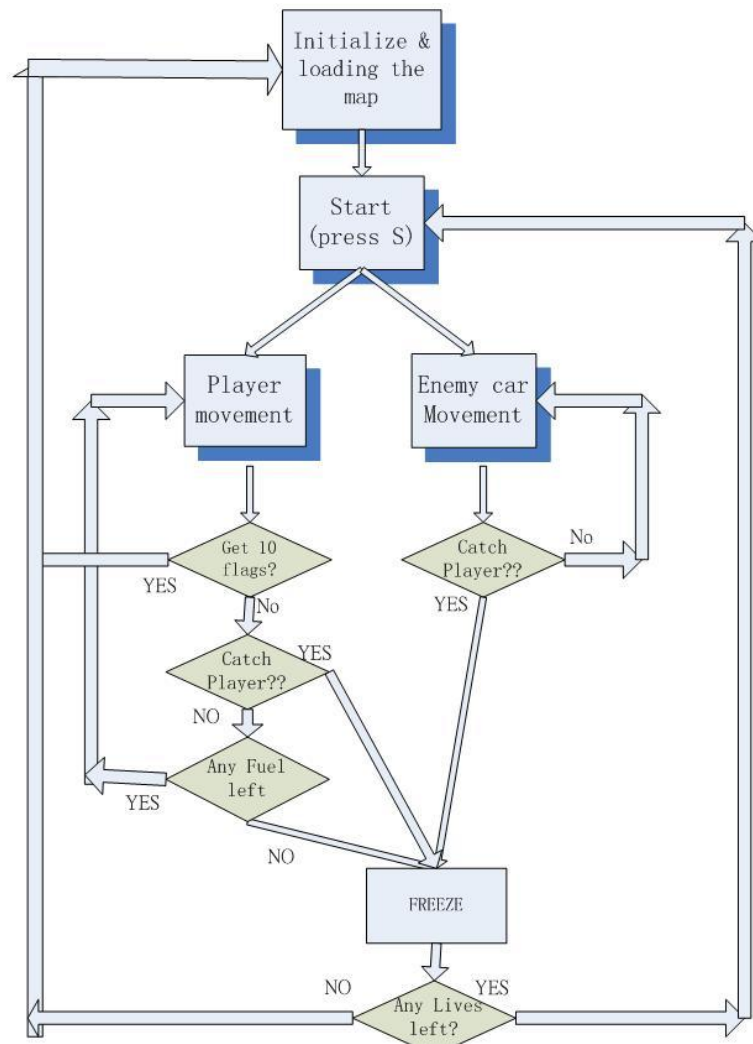 Initialize &
loading the
map
Start
(press S)
Player
movement
Enemy car
Movement
Get 10
flags?
YES
No
Catch
Player??
No
YES
Catch
Player??
YES
NO
Any Fuel
left
YES
NO
FREEZE
Any Lives
left?
NO
YES